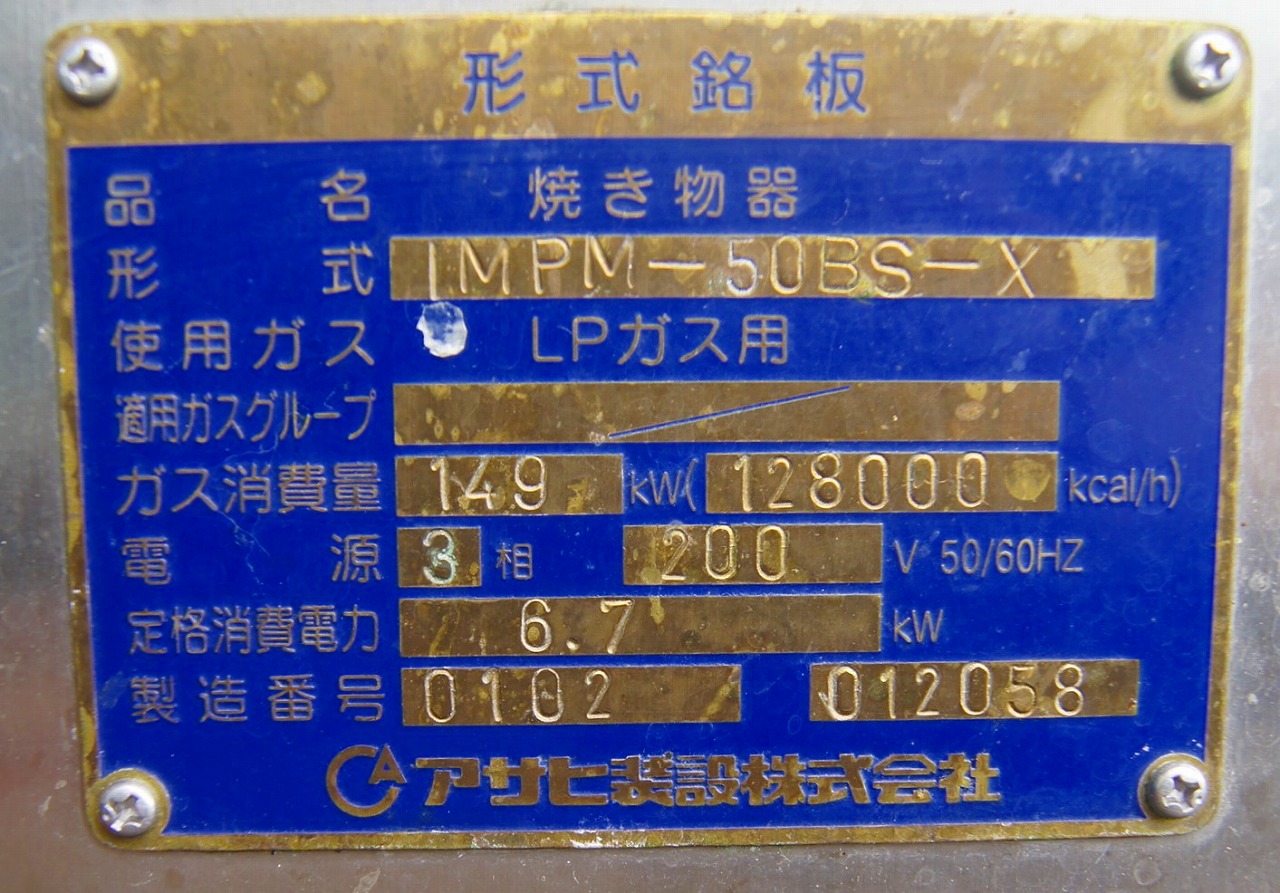 形式銘板
品名 焼き物器
形式 IMPM-50BS-X
使用ガス LPガス用
適用ガスグループ
ガス消費量 149 kW( 128000 kcal/h)
電源 3 相 200 V 50/60HZ
定格消費電力 6.7 kW
製造番号 0102 012058
CA アサヒ装設株式会社